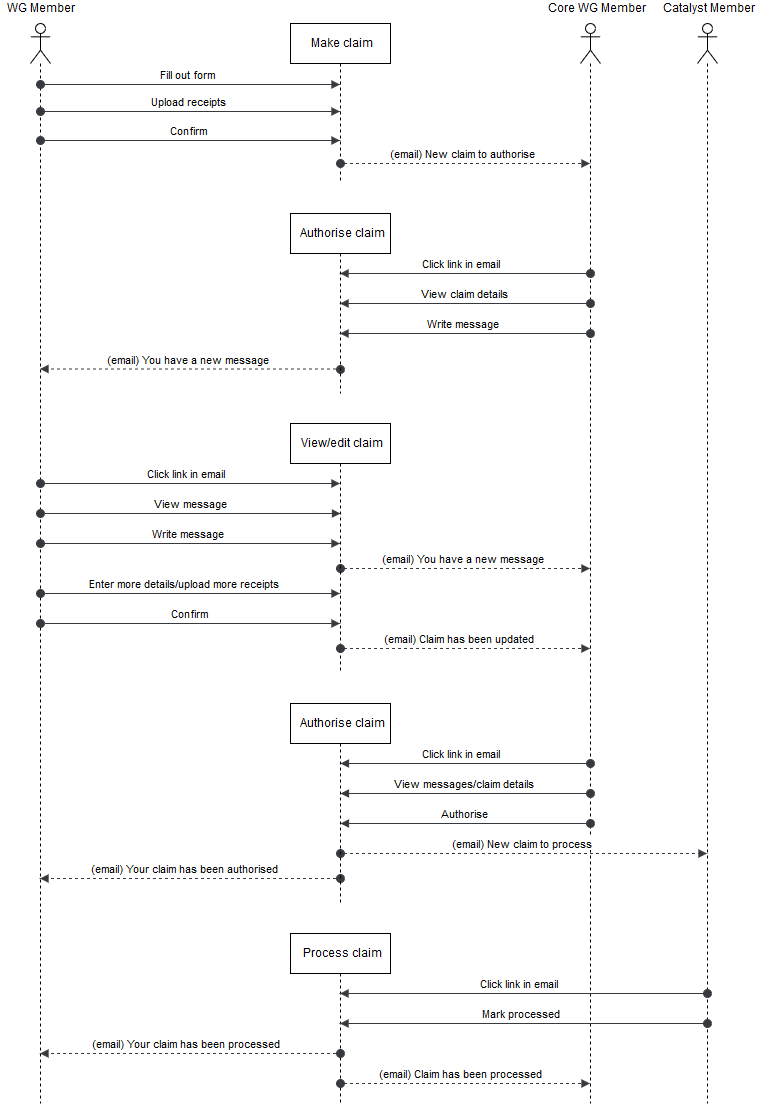 WG Member
Core WG Member
Catalyst Member
Make claim
Fill out form
Upload receipts
Confirm
(email) New claim to authorise
Authorise claim
Click link in email
View claim details
Write message
(email) You have a new message
View/edit claim
Click link in email
View message
Write message
(email) You have a new message
Enter more details/upload more receipts
Confirm
(email) Claim has been updated
Authorise claim
Click link in email
View messages/claim details
Authorise
(email) New claim to process
(email) Your claim has been authorised
Process claim
Click link in email
Mark processed
(email) Your claim has been processed
(email) Claim has been processed